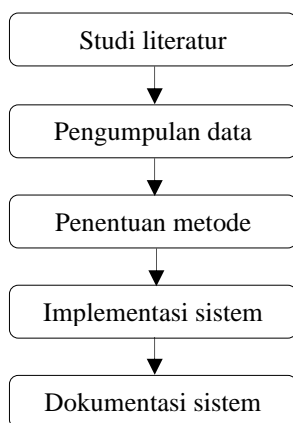 Studi literatur
Pengumpulan data
Penentuan metode
Implementasi sistem
Dokumentasi sistem